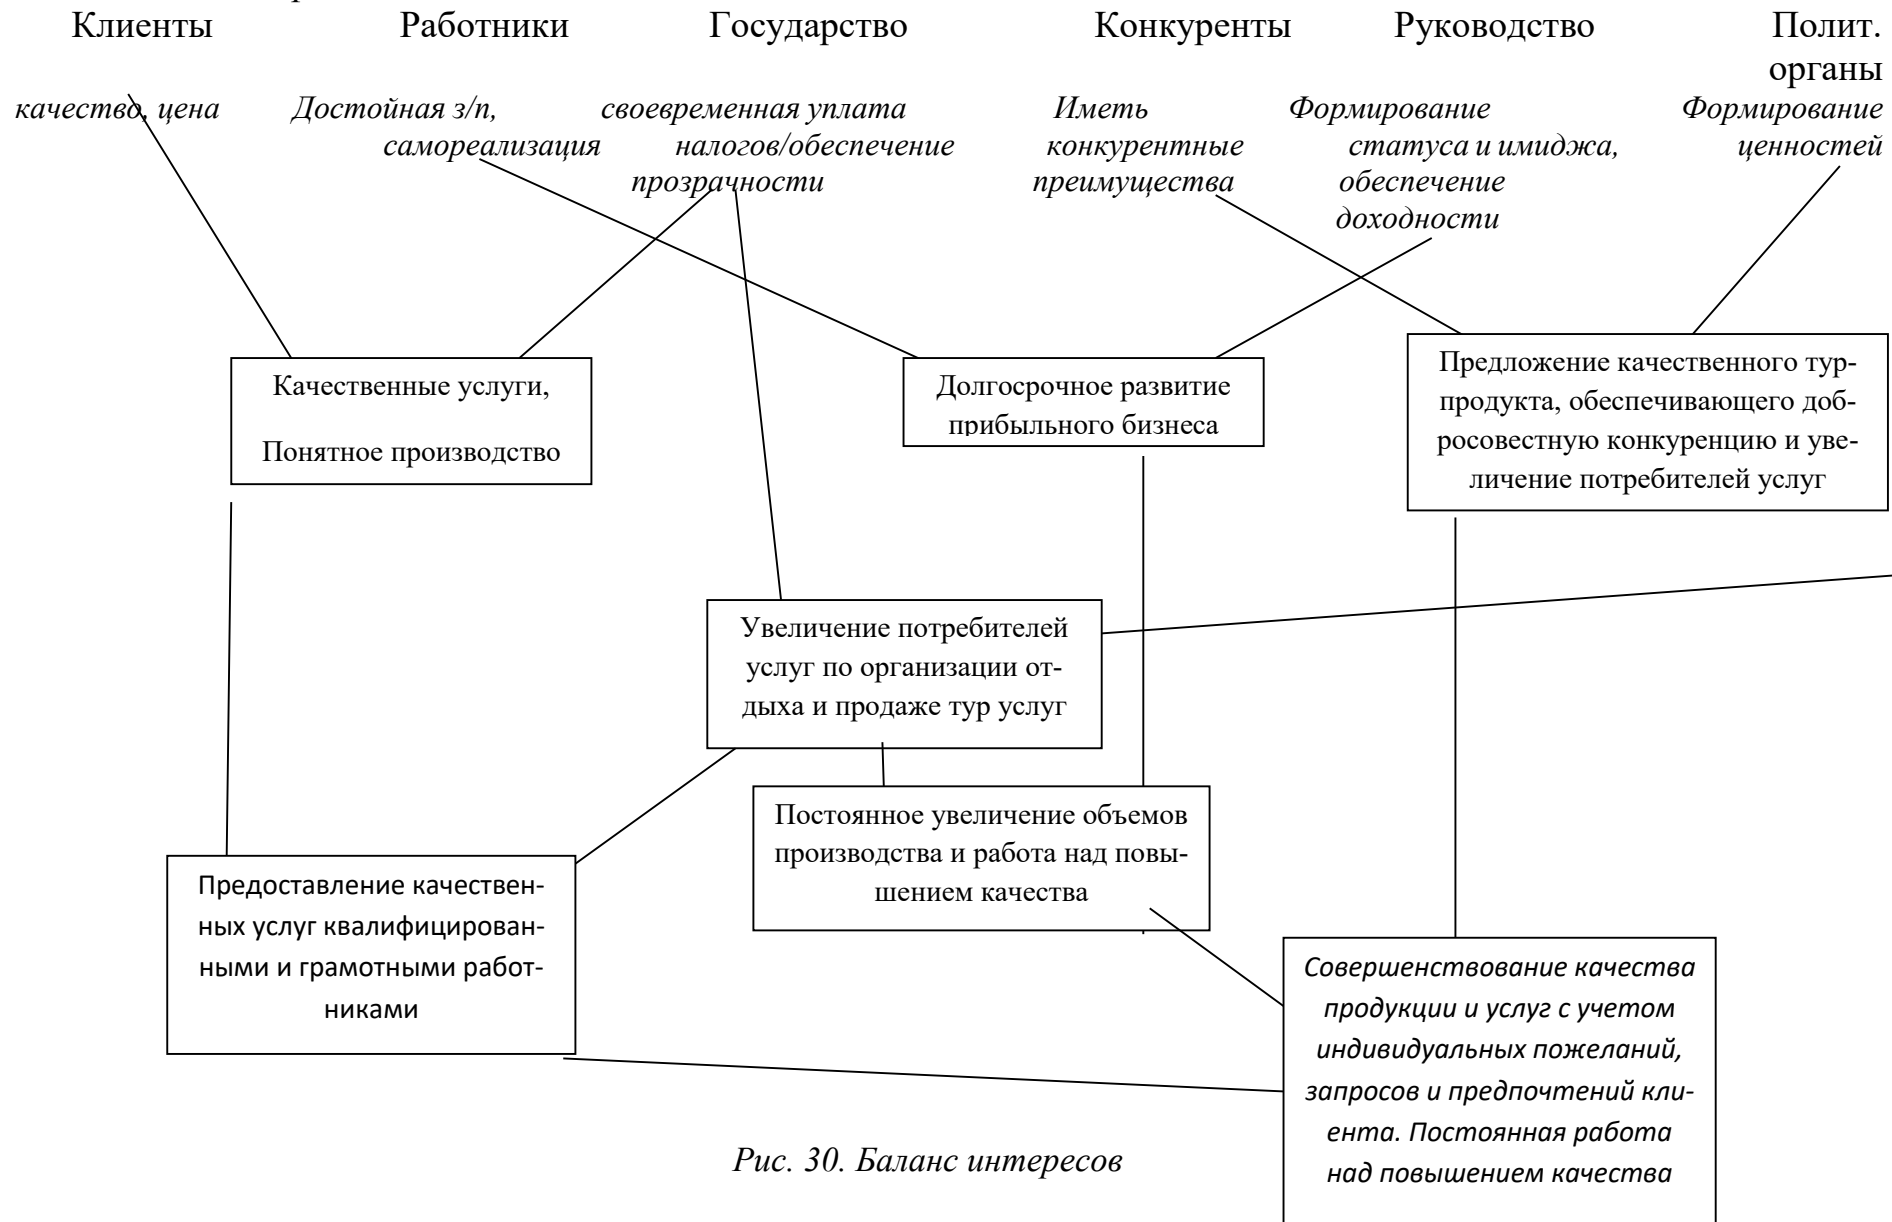 Клиенты Работники Государство Конкуренты Руководство Полит.
органы
качество, цена Достойная з/п, своевременная уплата Иметь Формирование Формирование
самореализация налогов/обеспечение конкурентные статуса и имиджа, ценностей
прозрачности преимущества обеспечение
доходности
Качественные услуги,
Понятное производство
Долгосрочное развитие
прибыльного бизнеса
Предложение качественного тур-
продукта, обеспечивающего доб-
росовестную конкуренцию и уве-
личение потребителей услуг
Увеличение потребителей
услуг по организации от-
дыха и продаже тур услуг
Постоянное увеличение объемов
производства и работа над повы-
шением качества
Предоставление качествен-
ных услуг квалифицирован-
ными и грамотными работ-
никами
Совершенствование качества
продукции и услуг с учетом
индивидуальных пожеланий,
запросов и предпочтений кли-
ента. Постоянная работа
над повышением качества
Рис. 30. Баланс интересов